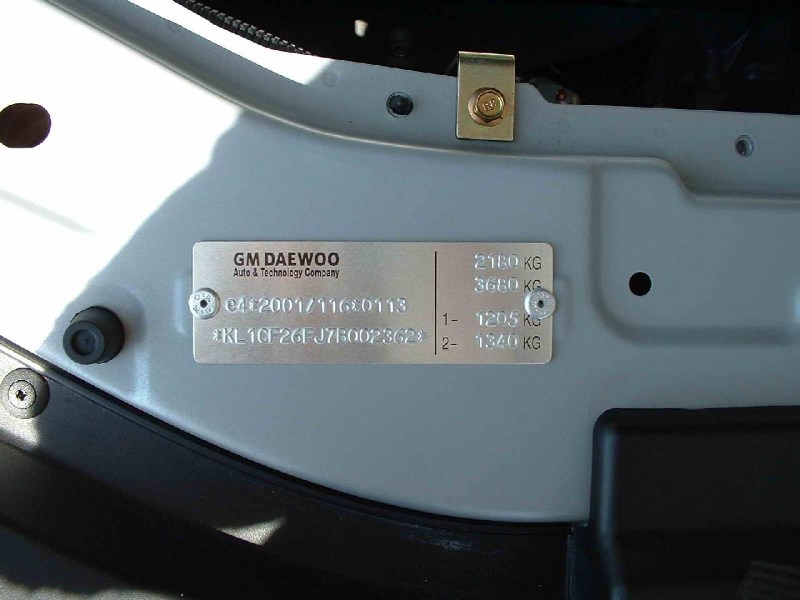 GM DAEWOO
Auto & Technology Company
e4*2001/116*0113
*KL1CF26FJ7B002362*
2180 KG
3680 KG
1- 1205 KG
2- 1340 KG